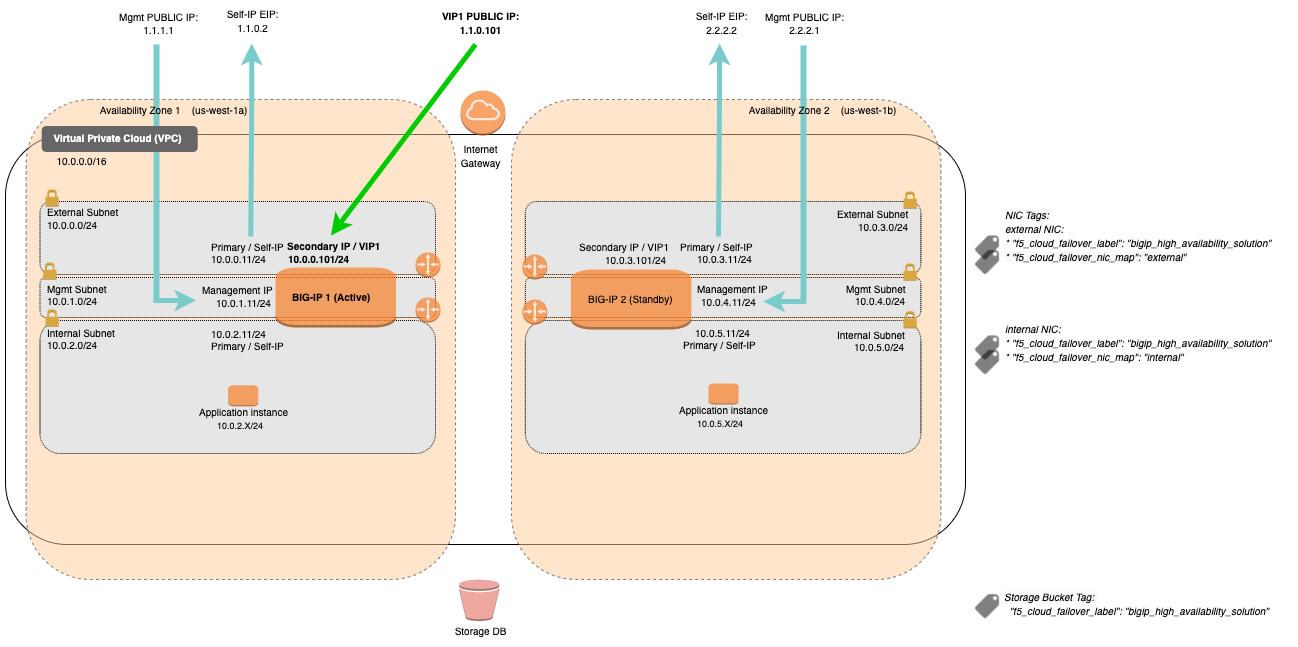 Mgmt PUBLIC IP:
1.1.1.1
Self-IP EIP:
1.1.0.2
VIP1 PUBLIC IP:
1.1.0.101
Self-IP EIP:
2.2.2.2
Mgmt PUBLIC IP:
2.2.2.1
Availability Zone 1 (us-west-1a)
Availability Zone 2 (us-west-1b)
Virtual Private Cloud (VPC)
10.0.0.0/16
Internet
Gateway
External Subnet
10.0.0.0/24
Primary / Self-IP
10.0.0.11/24
Secondary IP / VIP1
10.0.0.101/24
Mgmt Subnet
10.0.1.0/24
Management IP
10.0.1.11/24
BIG-IP 1 (Active)
Internal Subnet
10.0.2.0/24
10.0.2.11/24
Primary / Self-IP
Application instance
10.0.2.X/24
External Subnet
10.0.3.0/24
Secondary IP / VIP1
10.0.3.101/24
Primary / Self-IP
10.0.3.11/24
BIG-IP 2 (Standby)
Management IP
10.0.4.11/24
Mgmt Subnet
10.0.4.0/24
10.0.5.11/24
Primary / Self-IP
Internal Subnet
10.0.5.0/24
Application instance
10.0.5.X/24
NIC Tags:
external NIC:
* "f5_cloud_failover_label": "bigip_high_availability_solution"
* "f5_cloud_failover_nic_map": "external"
internal NIC:
* "f5_cloud_failover_label": "bigip_high_availability_solution"
* "f5_cloud_failover_nic_map": "internal"
Storage DB
Storage Bucket Tag:
"f5_cloud_failover_label": "bigip_high_availability_solution"